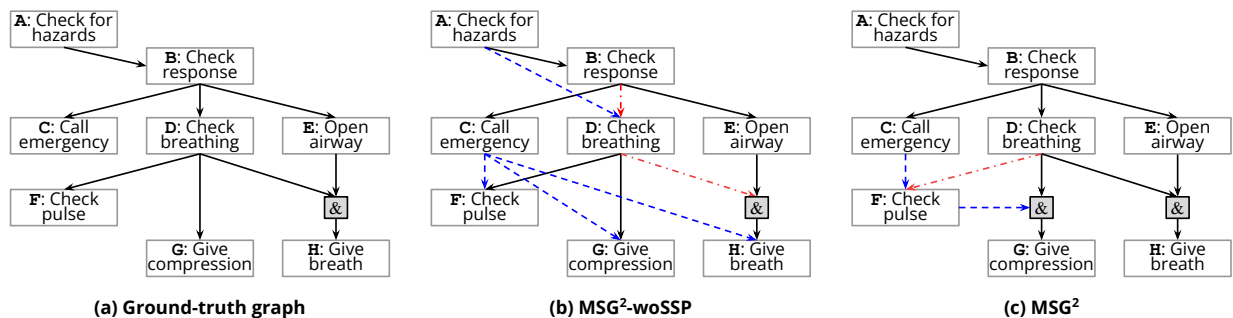 A: Check for
hazards
B: Check
response
C: Call
emergency
D: Check
breathing
E: Open
airway
F: Check
pulse
&
G: Give
compression
H: Give
breath
(a) Ground-truth graph
A: Check for
hazards
B: Check
response
C: Call
emergency
D: Check
breathing
E: Open
airway
F: Check
pulse
&
G: Give
compression
H: Give
breath
(b) MSG²-woSSP
A: Check for
hazards
B: Check
response
C: Call
emergency
D: Check
breathing
E: Open
airway
F: Check
pulse
&
&
G: Give
compression
H: Give
breath
(c) MSG²